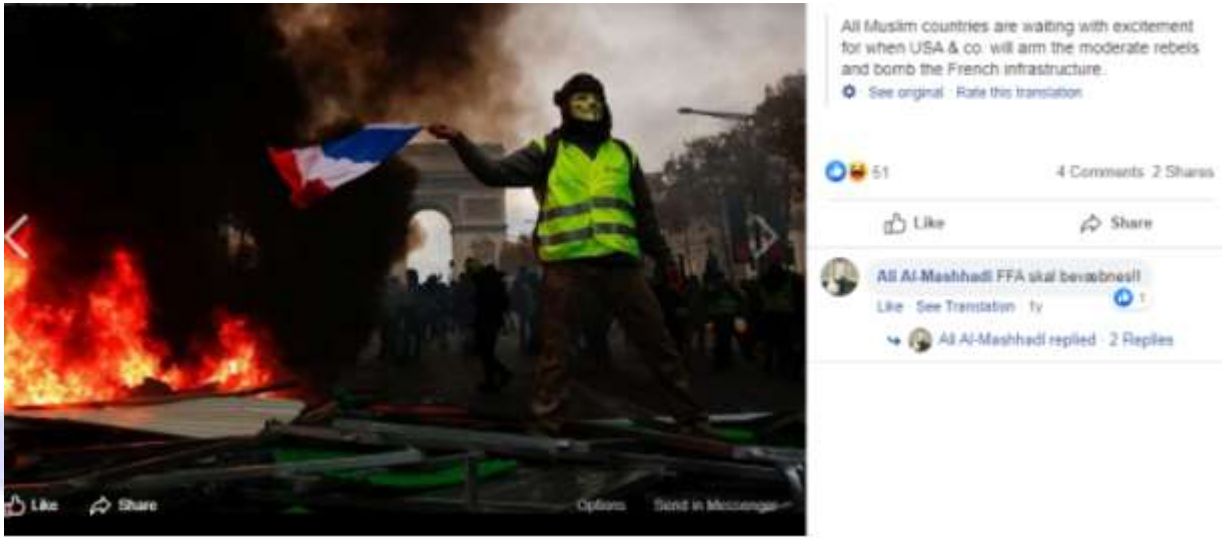 All Muslim countries are waiting with excitement
for when USA & co. will arm the moderate rebels
and bomb the French infrastructure.
See original · Rate this translation
51
4 Comments 2 Shares
Like
Share
Ali Al-Mashhadi FFA skal bevæbnes!!
1
Like · See Translation · 1y
Ali Al-Mashhadi replied · 2 Replies
Like
Share
Options
Send in Messenger